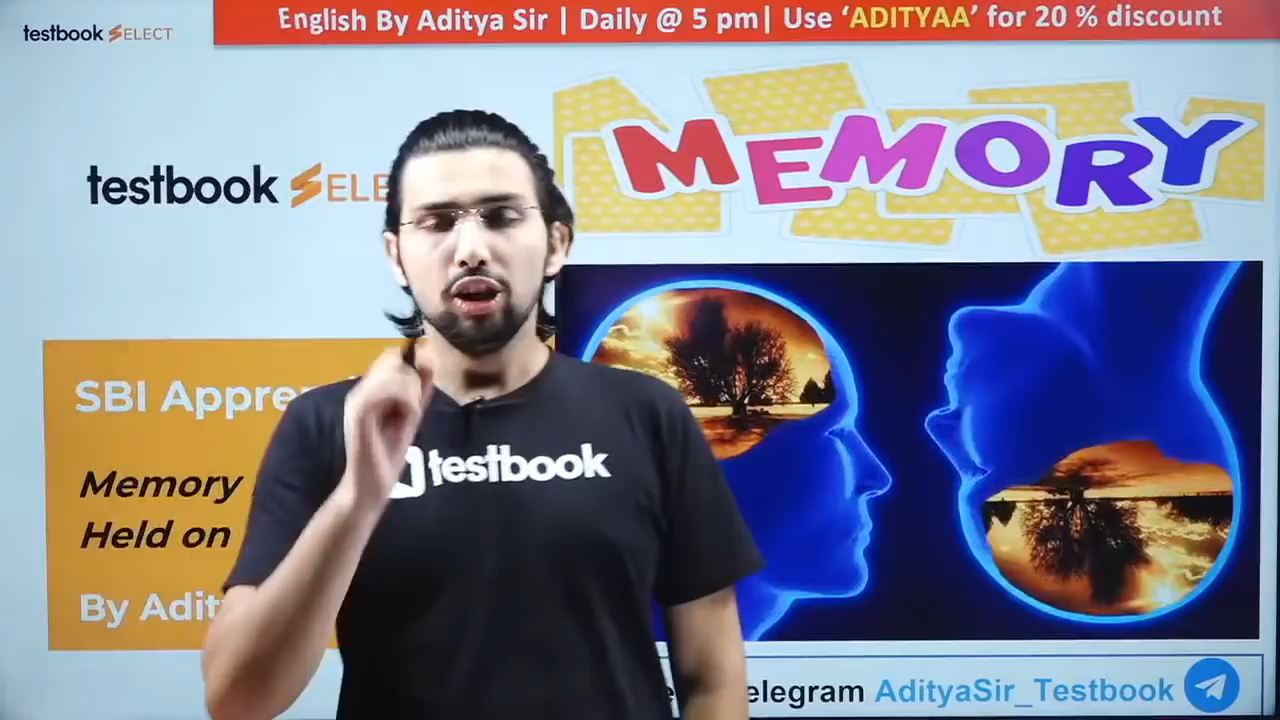 testbook SELECT
English By Aditya Sir | Daily @ 5 pm| Use ‘ADITYAA’ for 20 % discount
MEMORY
testbook SELE
SBI Appre
Memory
Held on
By Adit
testbook
elegram AdityaSir_Testbook